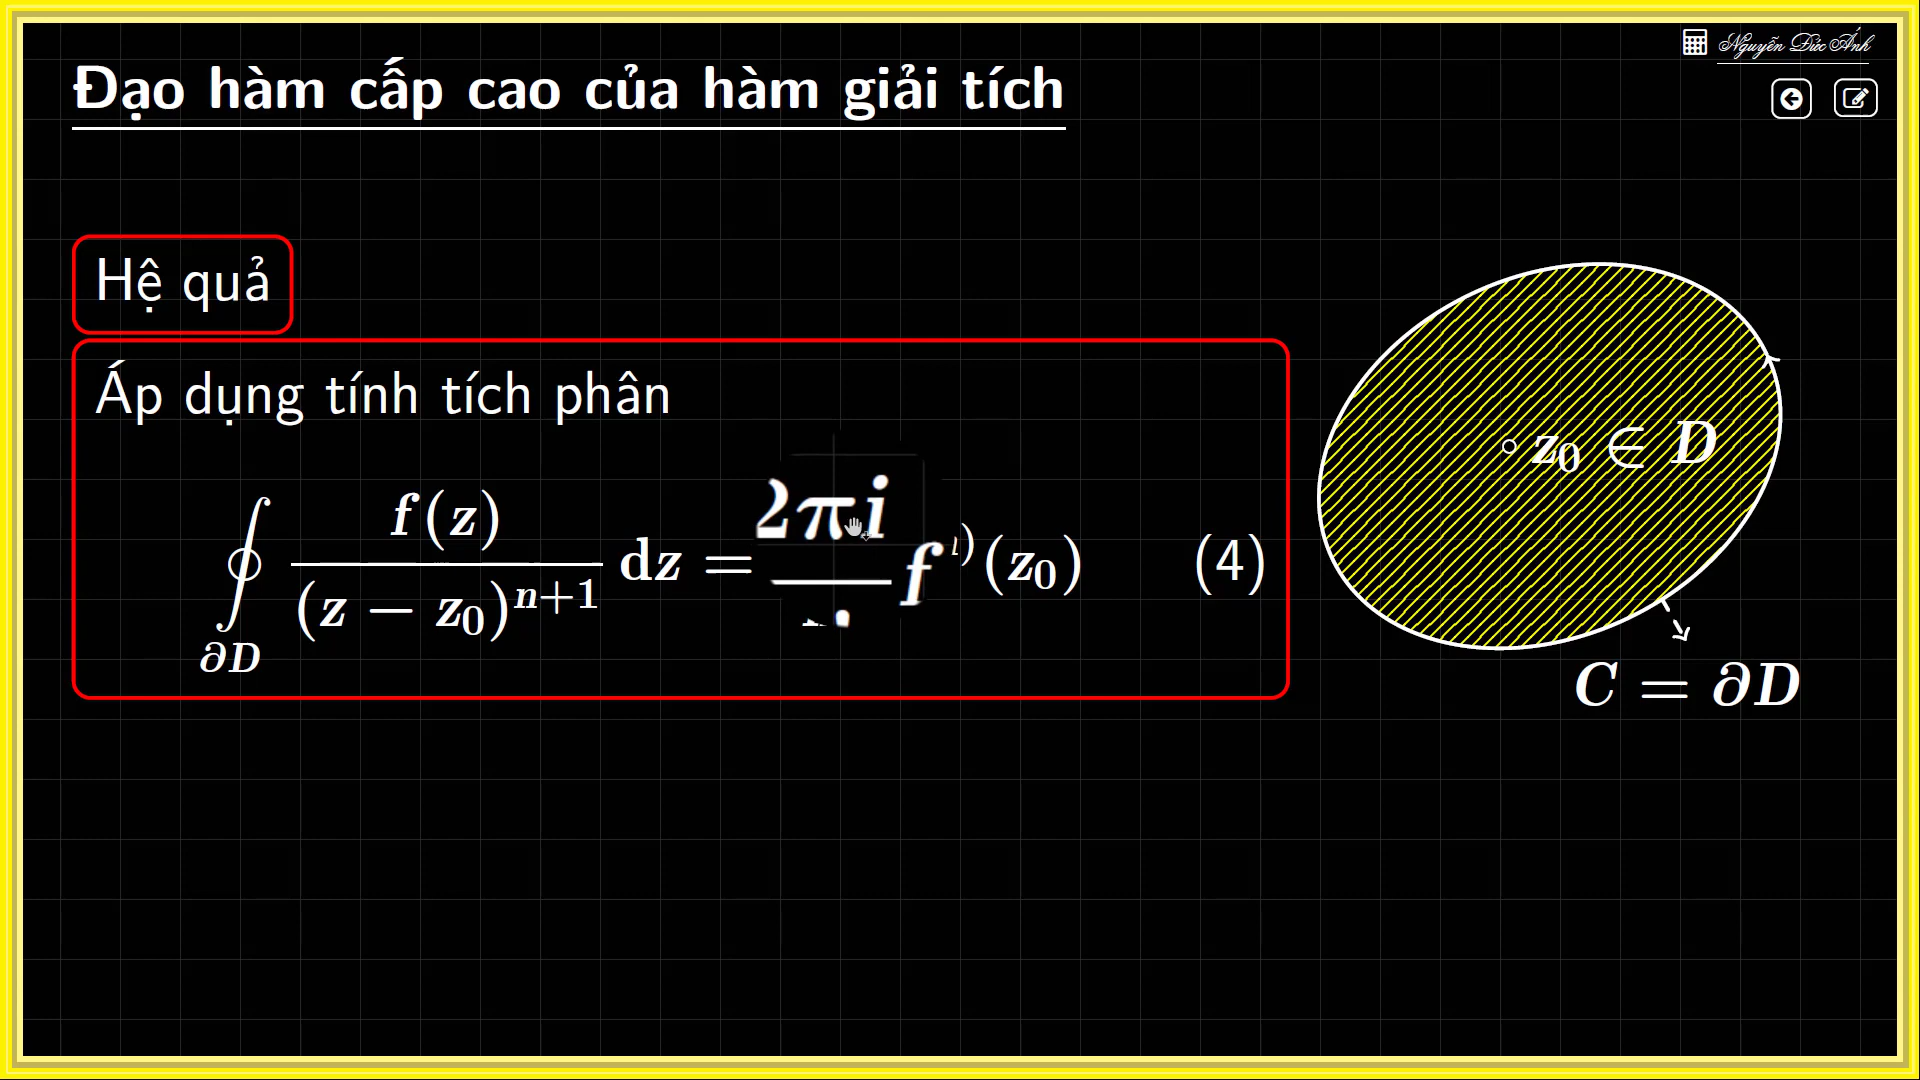 Nguyễn Đức Ánh
Đạo hàm cấp cao của hàm giải tích
Hệ quả
Áp dụng tính tích phân
∮_{∂D} f(z)/(z − z₀)ⁿ⁺¹ dz = 2πi f )(z₀) (4)
z₀ ∈ D
C = ∂D